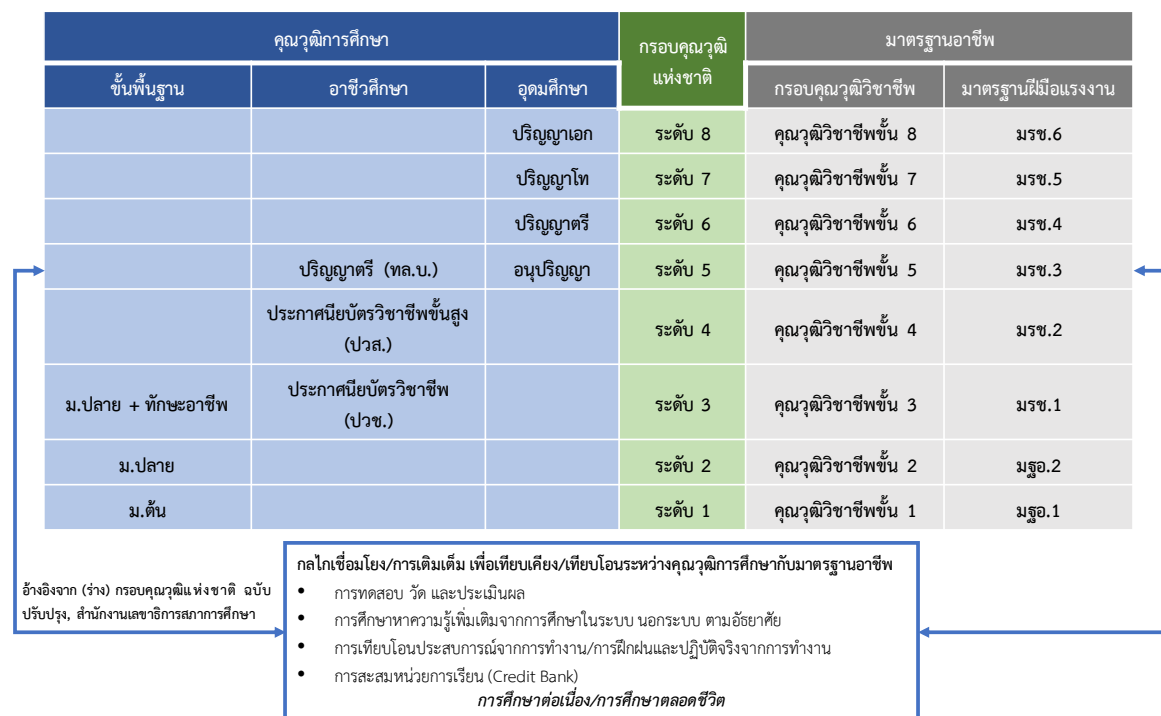 คุณวุฒิการศึกษา กรอบคุณวุฒิแห่งชาติ มาตรฐานอาชีพ
ขั้นพื้นฐาน อาชีวศึกษา อุดมศึกษา กรอบคุณวุฒิวิชาชีพ มาตรฐานฝีมือแรงงาน
ปริญญาเอก ระดับ 8 คุณวุฒิวิชาชีพขั้น 8 มรช.6
ปริญญาโท ระดับ 7 คุณวุฒิวิชาชีพขั้น 7 มรช.5
ปริญญาตรี ระดับ 6 คุณวุฒิวิชาชีพขั้น 6 มรช.4
ปริญญาตรี (ทล.บ.) อนุปริญญา ระดับ 5 คุณวุฒิวิชาชีพขั้น 5 มรช.3
ประกาศนียบัตรวิชาชีพขั้นสูง
(ปวส.) ระดับ 4 คุณวุฒิวิชาชีพขั้น 4 มรช.2
ม.ปลาย + ทักษะอาชีพ ประกาศนียบัตรวิชาชีพ
(ปวช.) ระดับ 3 คุณวุฒิวิชาชีพขั้น 3 มรช.1
ม.ปลาย ระดับ 2 คุณวุฒิวิชาชีพขั้น 2 มฐอ.2
ม.ต้น ระดับ 1 คุณวุฒิวิชาชีพขั้น 1 มฐอ.1
อ้างอิงจาก (ร่าง) กรอบคุณวุฒิแห่งชาติ ฉบับ
ปรับปรุง, สำนักงานเลขาธิการสภาการศึกษา
กลไกเชื่อมโยง/การเติมเต็ม เพื่อเทียบเคียง/เทียบโอนระหว่างคุณวุฒิการศึกษากับมาตรฐานอาชีพ
• การทดสอบ วัด และประเมินผล
• การศึกษาหาความรู้เพิ่มเติมจากการศึกษาในระบบ นอกระบบ ตามอัธยาศัย
• การเทียบโอนประสบการณ์จากการทำงาน/การฝึกฝนและปฏิบัติจริงจากการทำงาน
• การสะสมหน่วยการเรียน (Credit Bank)
การศึกษาต่อเนื่อง/การศึกษาตลอดชีวิต